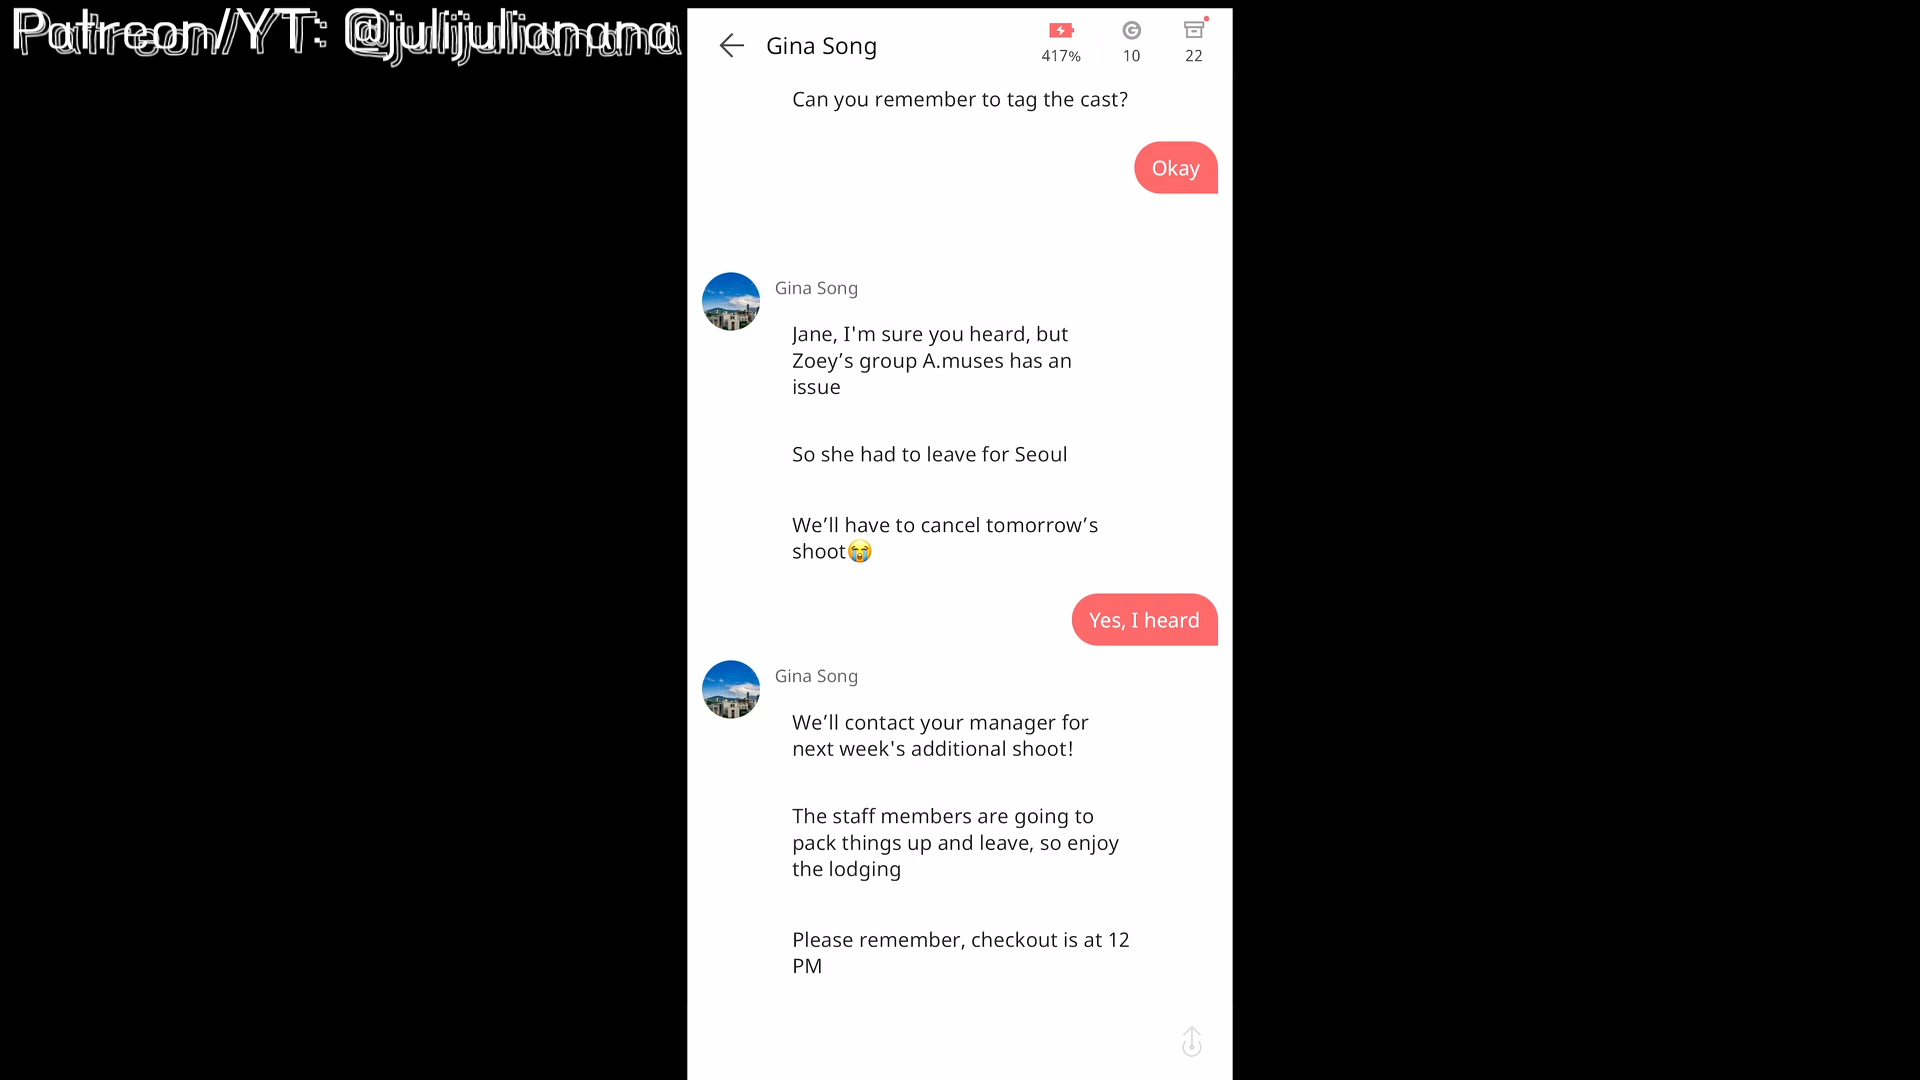 Patreon/YT: @julijulianana
Gina Song
417%
10
22
Can you remember to tag the cast?
Okay
Gina Song
Jane, I'm sure you heard, but
Zoey’s group A.muses has an
issue
So she had to leave for Seoul
We’ll have to cancel tomorrow’s
shoot😭
Yes, I heard
Gina Song
We’ll contact your manager for
next week's additional shoot!
The staff members are going to
pack things up and leave, so enjoy
the lodging
Please remember, checkout is at 12
PM